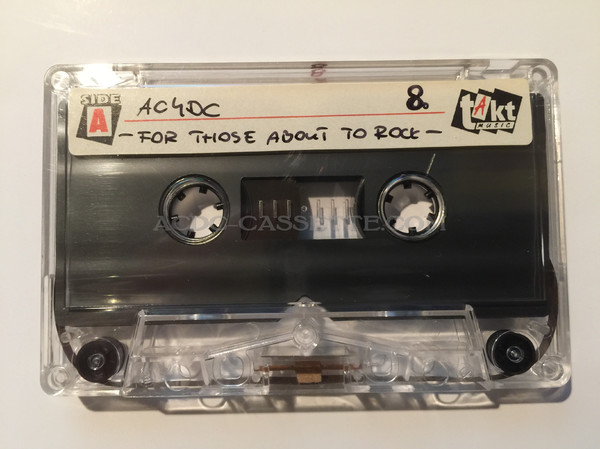 SIDE
A
AC⚡DC
8.
- FOR THOSE ABOUT TO ROCK -
tAkt
MUSIC
ACDC-CASSETTE.COM